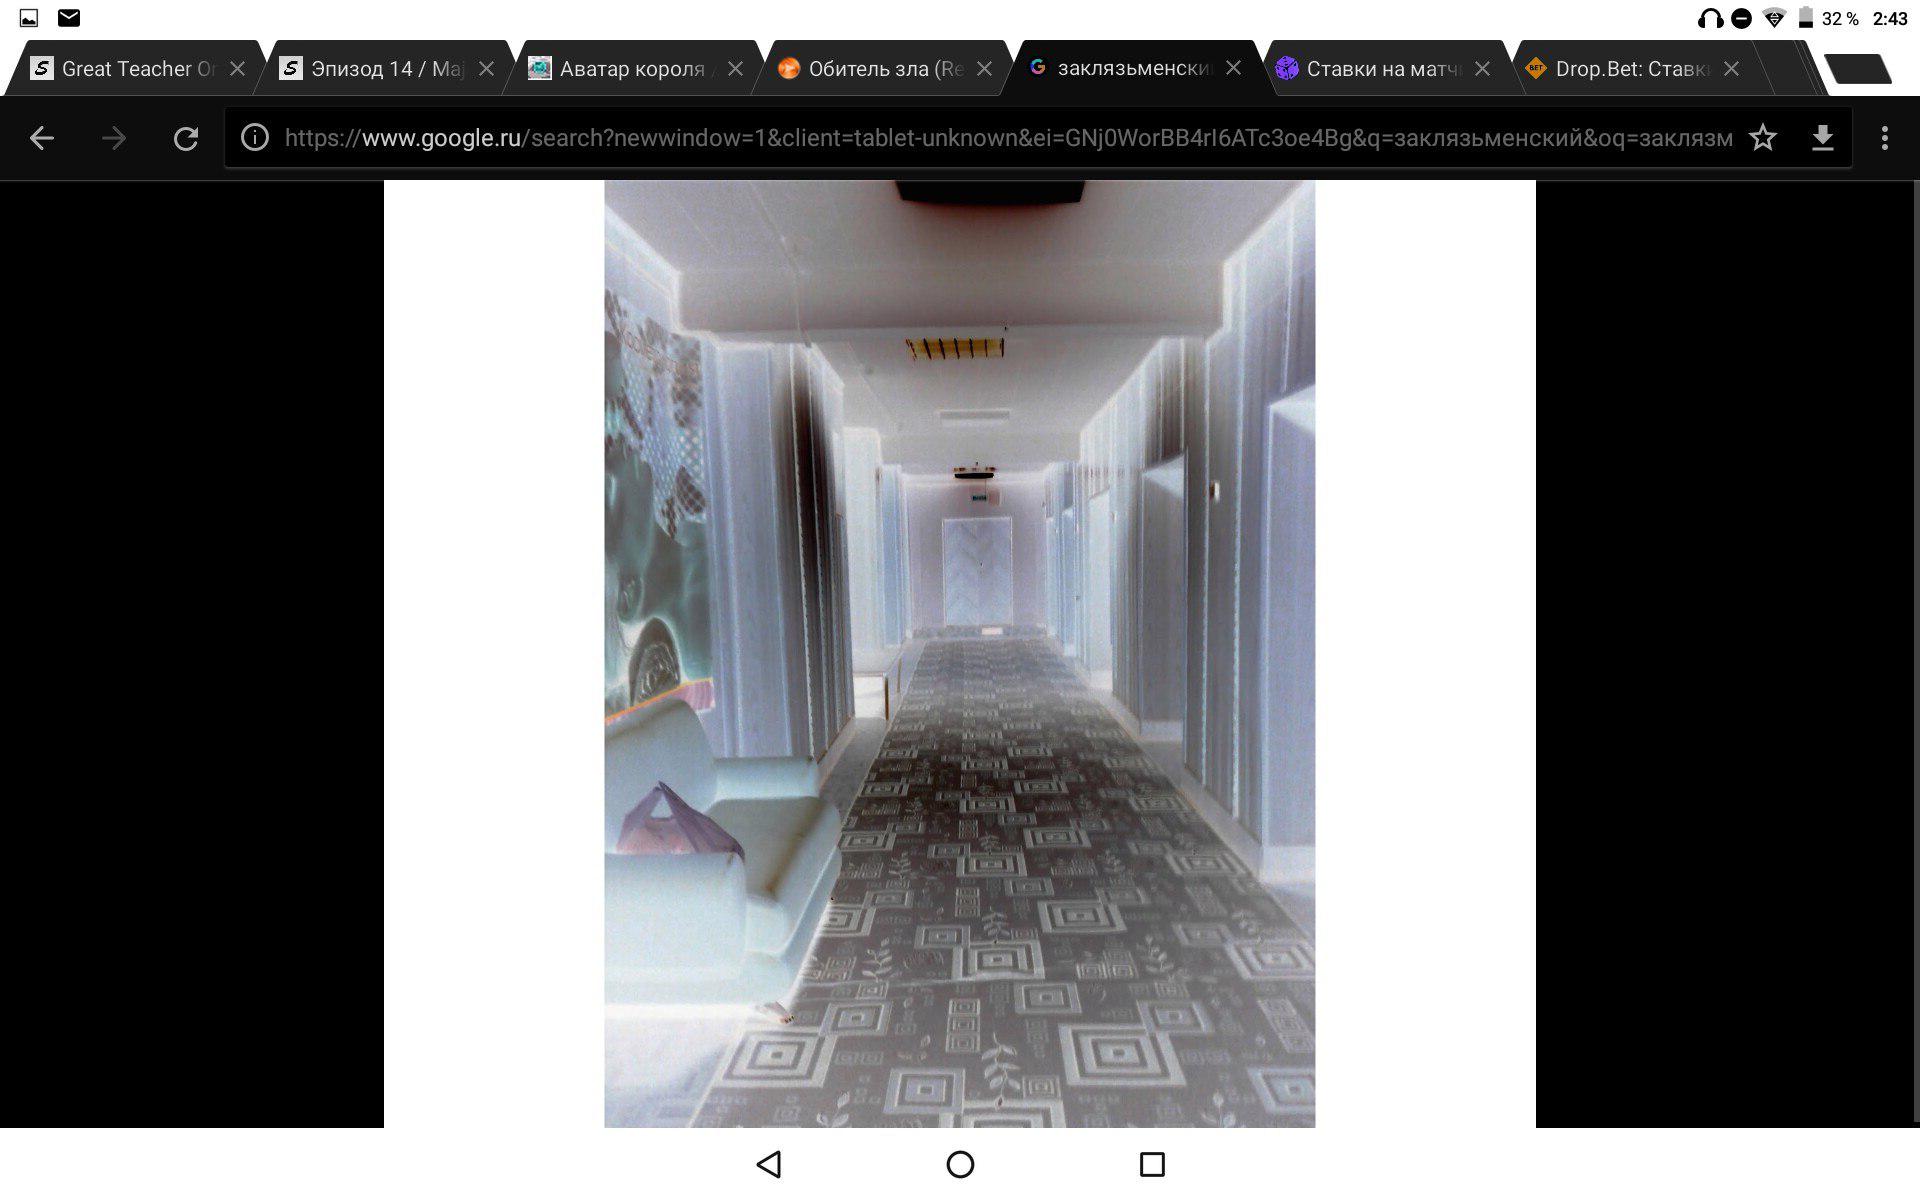 32 % 2:43
Great Teacher Or
Эпизод 14 / Maj
Аватар короля
Обитель зла (Re
заклязьменски
Ставки на матч
BET Drop.Bet: Ставк
https://www.google.ru/search?newwindow=1&client=tablet-unknown&ei=GNj0WorBB4rI6ATc3oe4Bg&q=заклязьменский&oq=заклязм